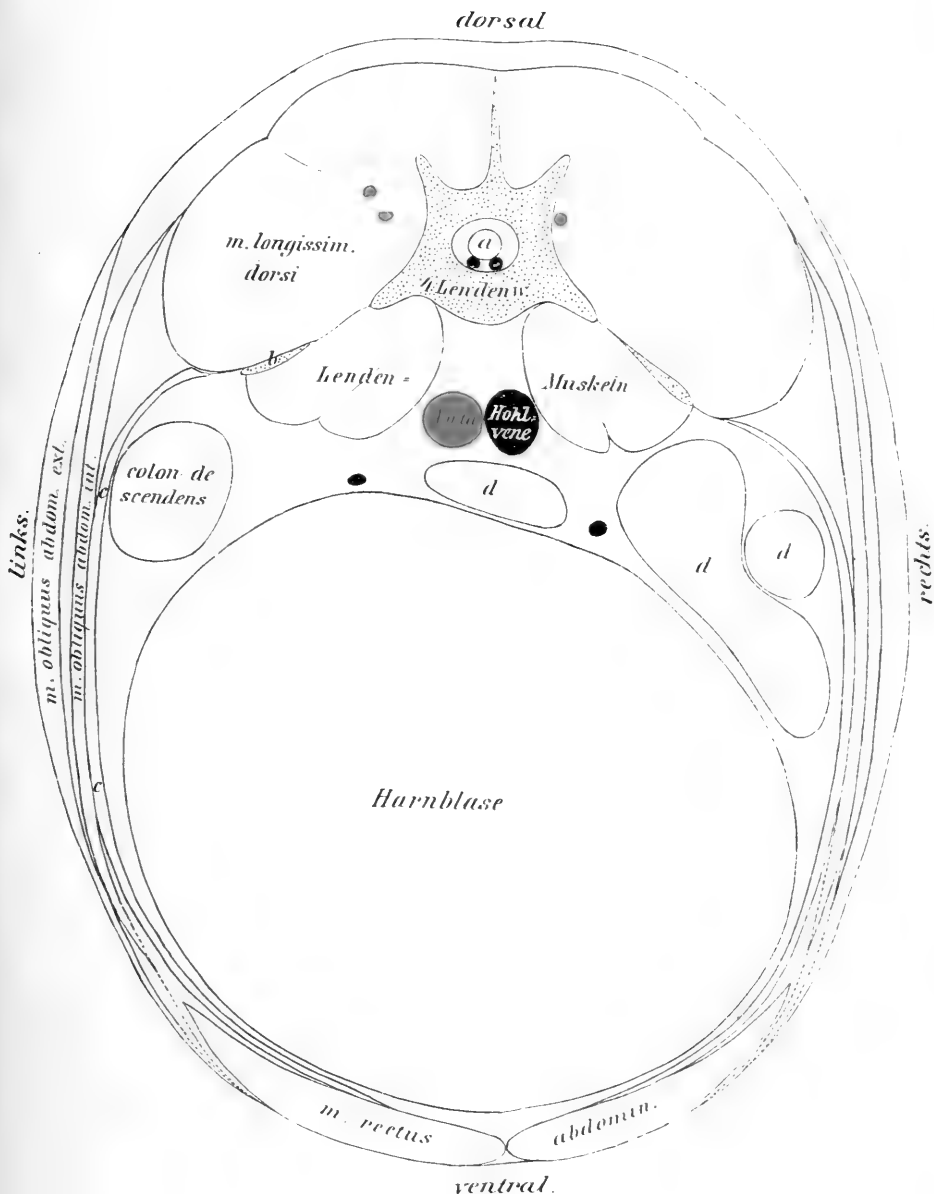 dorsal
m. longissim.
dorsi
a
4 Lendenw.
b
Lenden =
Muskeln
Hohl=
vene
colon de
scendens
d
d
d
c
c
links.
m. obliquus abdom. ext.
m. obliquus abdom. int.
rechts.
Harnblase
m. rectus
abdomin.
ventral.